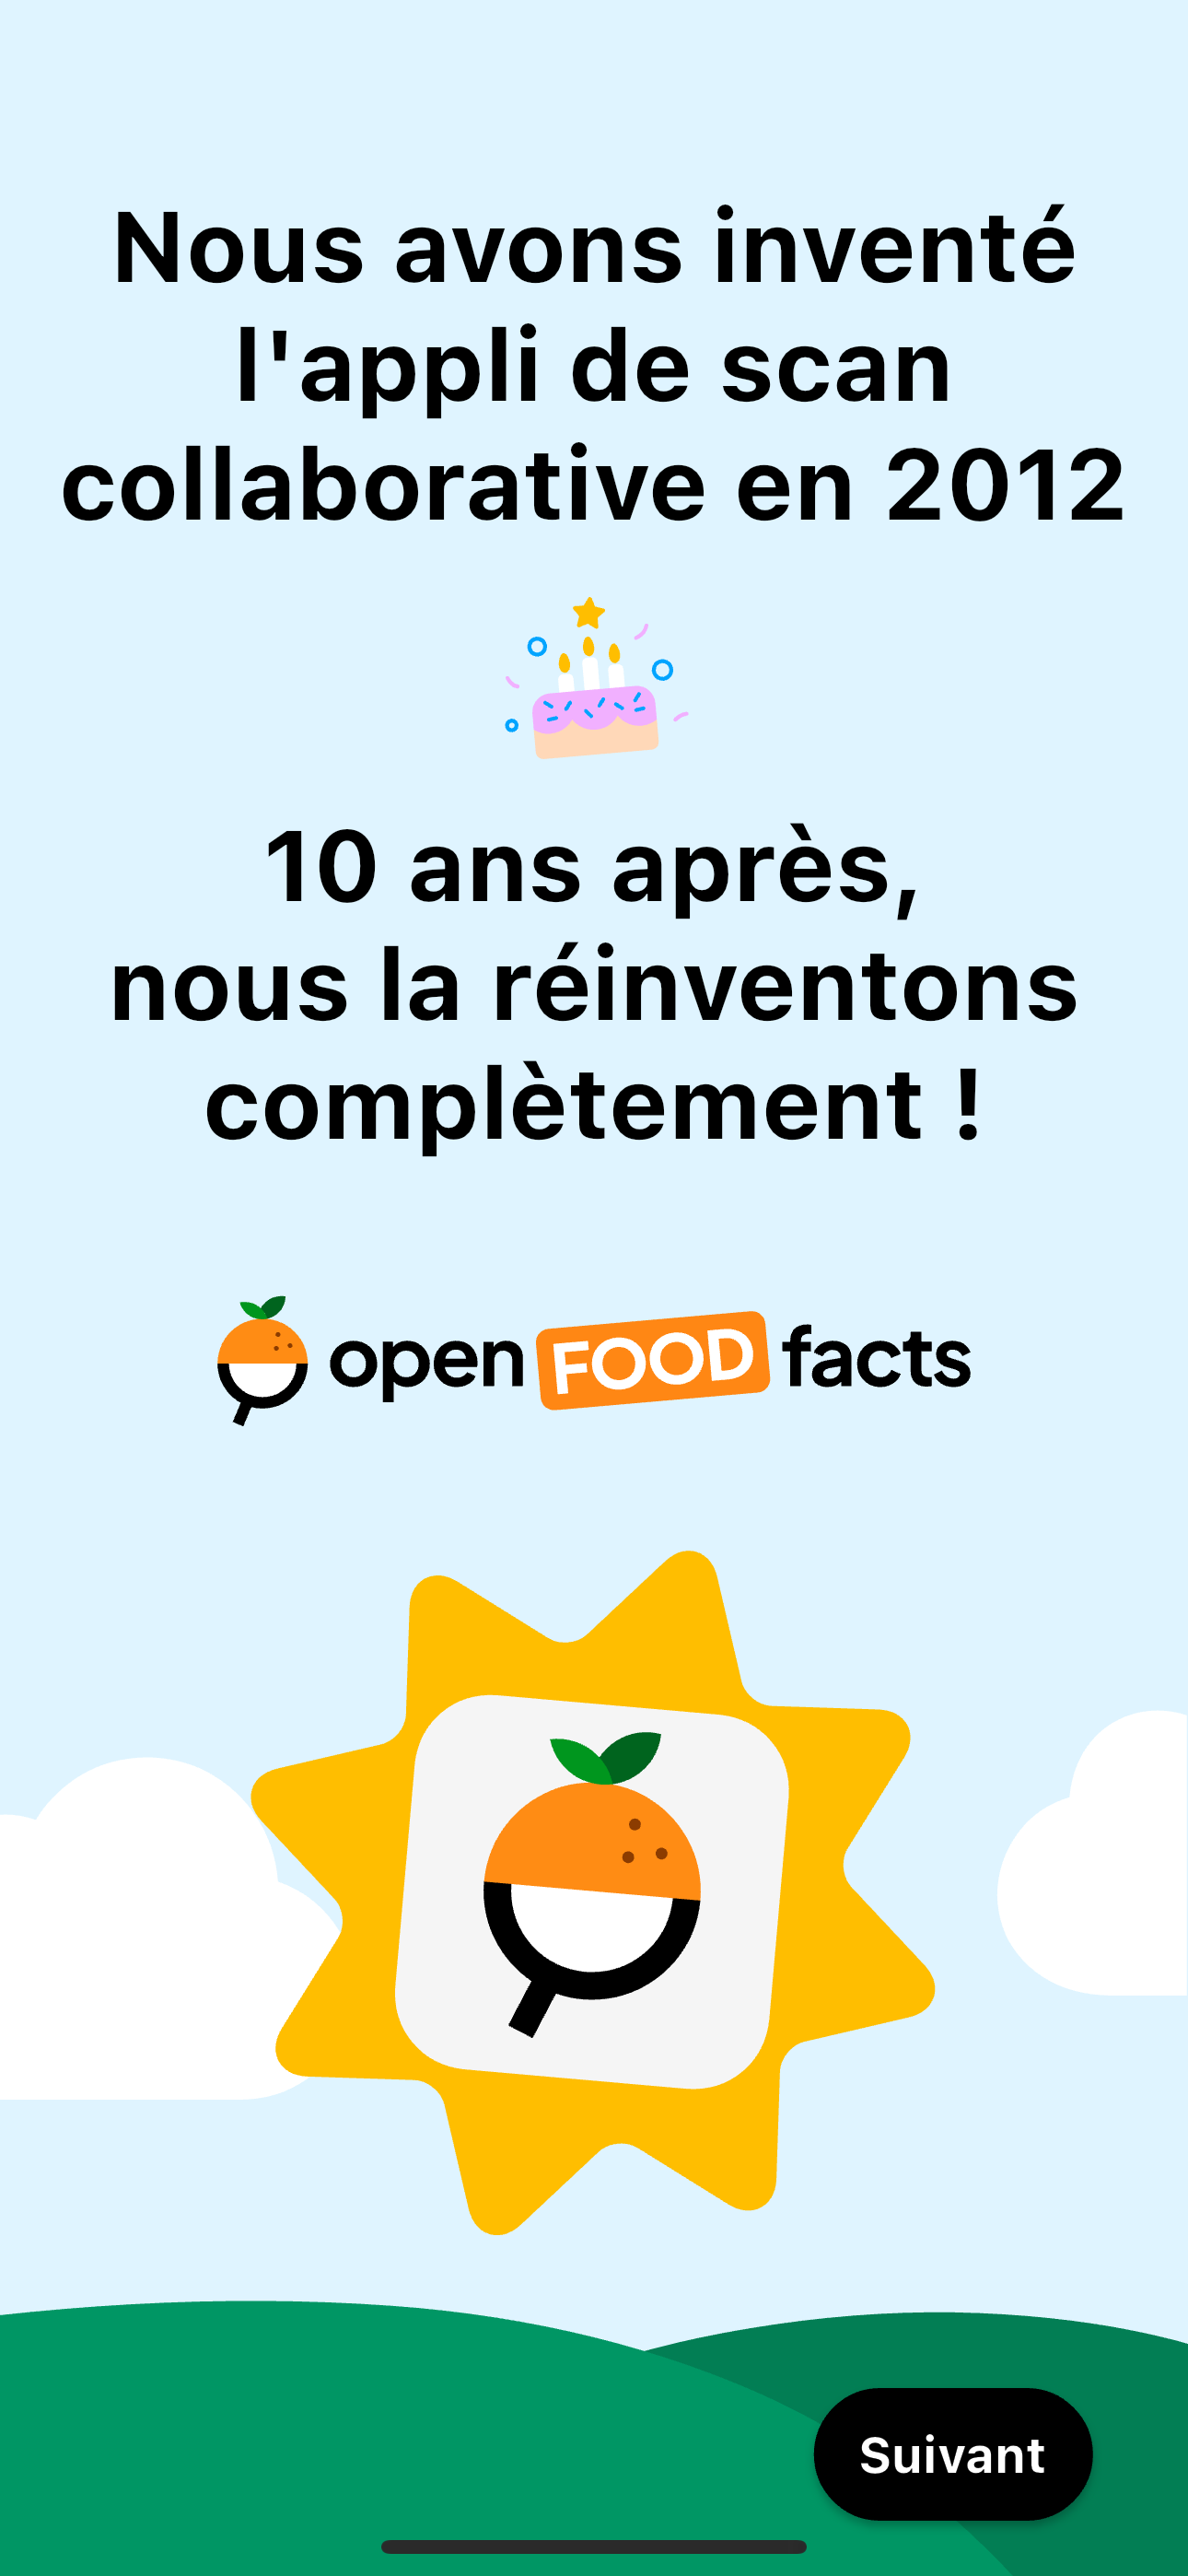 Nous avons inventé
l'appli de scan
collaborative en 2012
10 ans après,
nous la réinventons
complètement !
open FOOD facts
Suivant